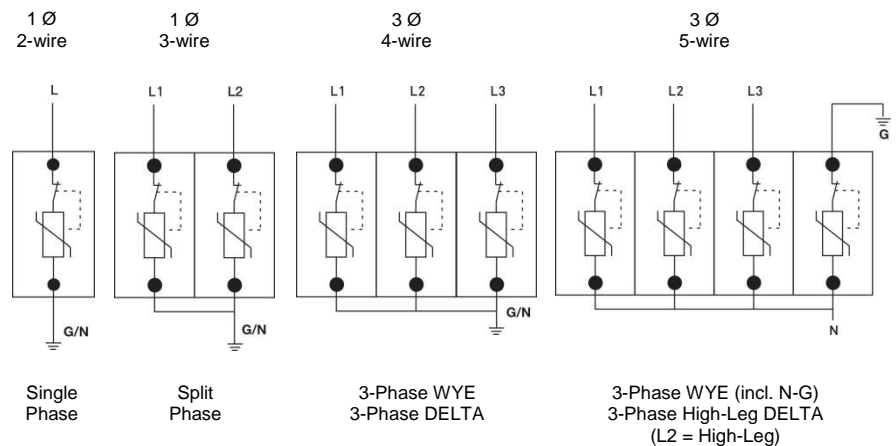 1 Ø
2-wire
1 Ø
3-wire
3 Ø
4-wire
3 Ø
5-wire
L
L1
L2
L1
L2
L3
L1
L2
L3
G
G/N
G/N
G/N
N
Single
Phase
Split
Phase
3-Phase WYE
3-Phase DELTA
3-Phase WYE (incl. N-G)
3-Phase High-Leg DELTA
(L2 = High-Leg)